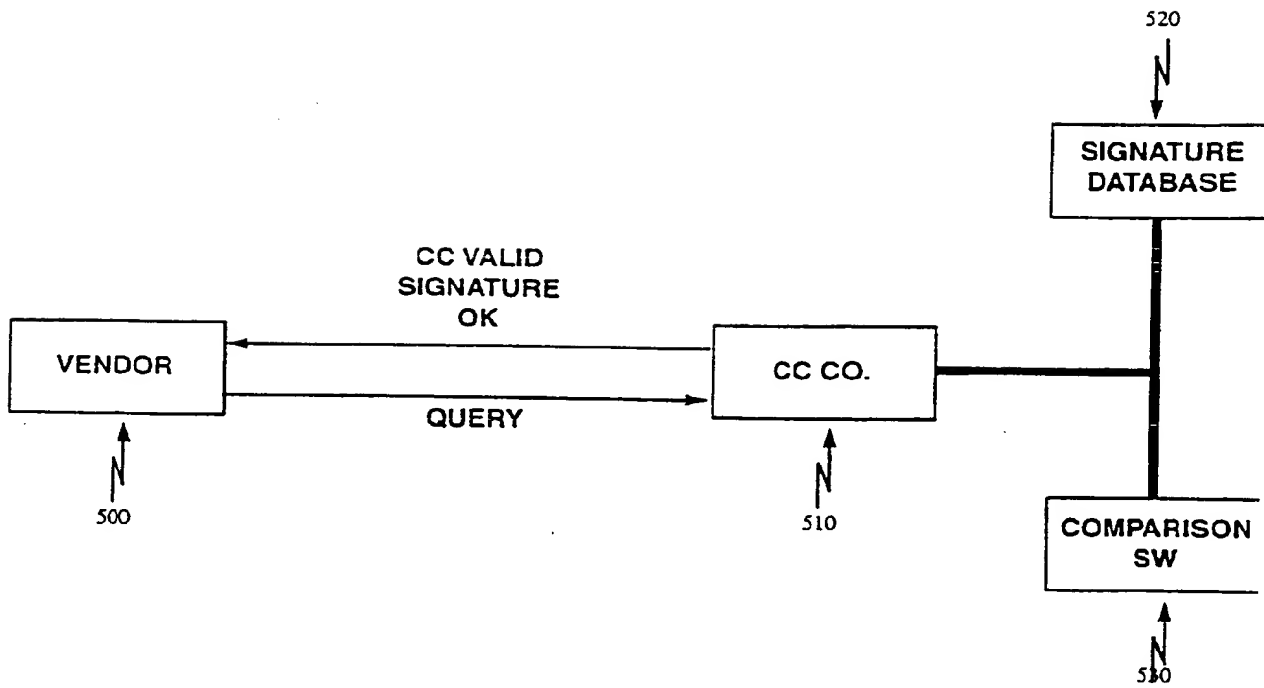 520
SIGNATURE
DATABASE
CC VALID
SIGNATURE
OK
VENDOR
CC CO.
QUERY
500
510
COMPARISON
SW
530